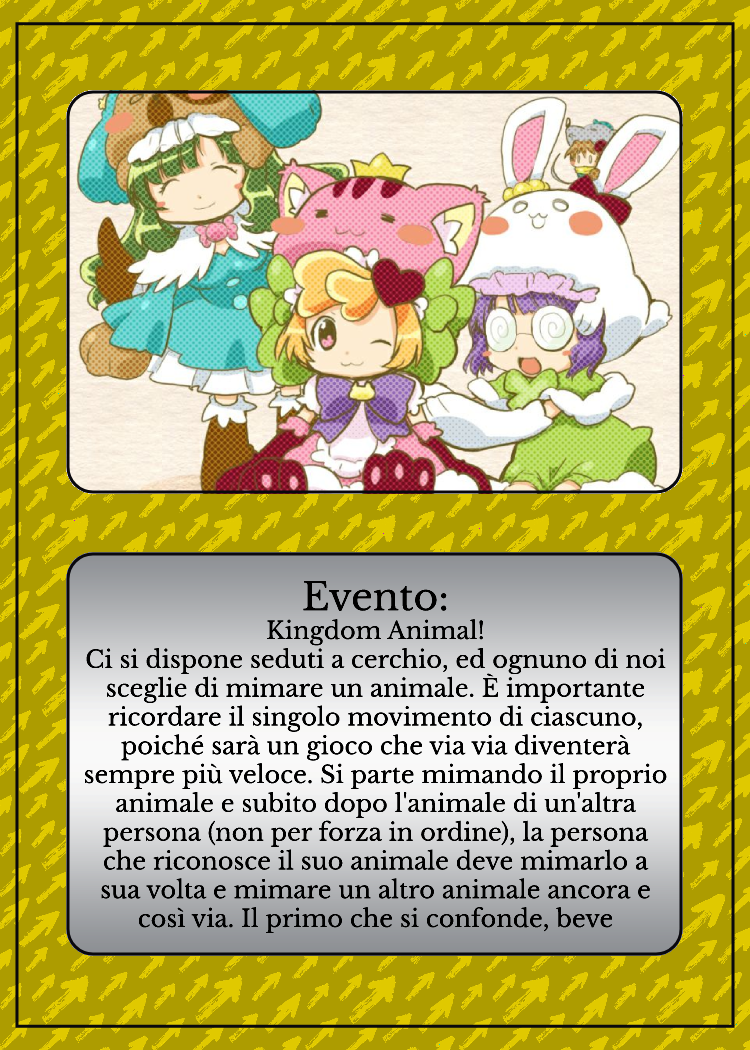 Evento:
Kingdom Animal!
Ci si dispone seduti a cerchio, ed ognuno di noi
sceglie di mimare un animale. È importante
ricordare il singolo movimento di ciascuno,
poiché sarà un gioco che via via diventerà
sempre più veloce. Si parte mimando il proprio
animale e subito dopo l'animale di un'altra
persona (non per forza in ordine), la persona
che riconosce il suo animale deve mimarlo a
sua volta e mimare un altro animale ancora e
così via. Il primo che si confonde, beve